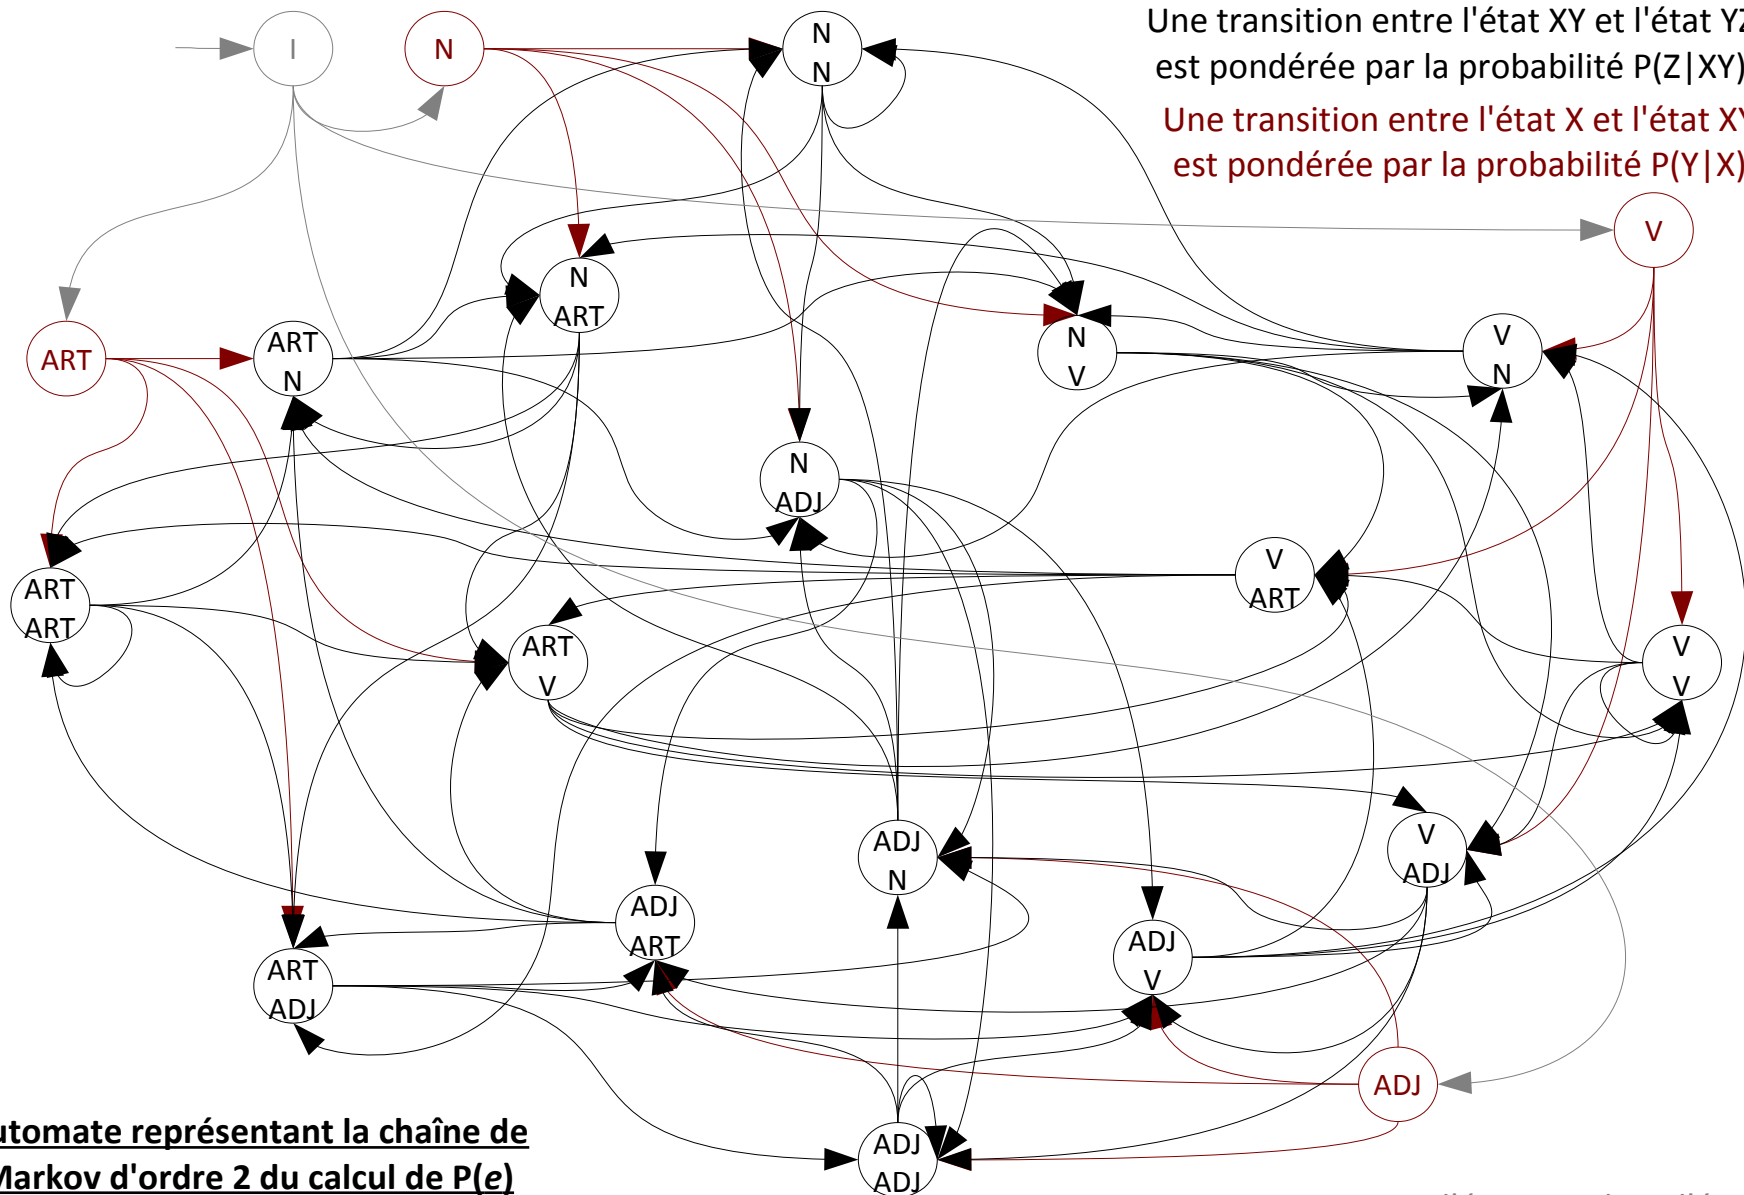 Une transition entre l'état XY et l'état YZ
est pondérée par la probabilité P(Z|XY)
Une transition entre l'état X et l'état XY
est pondérée par la probabilité P(Y|X)
I
N
N
N
V
N
ART
ART
ART
N
N
V
V
N
N
ADJ
V
ART
ART
ART
ART
V
V
V
ADJ
N
V
ADJ
ADJ
ART
ADJ
V
ART
ADJ
ADJ
ADJ
ADJ
utomate représentant la chaîne de
Markov d'ordre 2 du calcul de P(e)